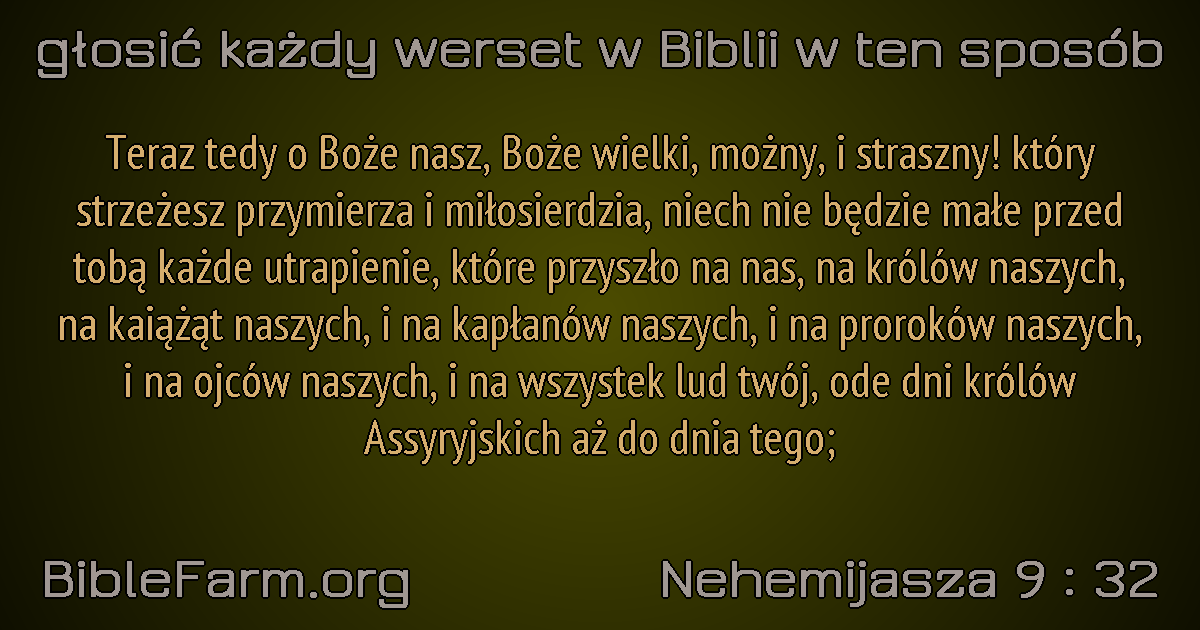 głosić każdy werset w Biblii w ten sposób
Teraz tedy o Boże nasz, Boże wielki, możny, i straszny! który
strzeżesz przymierza i miłosierdzia, niech nie będzie małe przed
tobą każde utrapienie, które przyszło na nas, na królów naszych,
na kaiążąt naszych, i na kapłanów naszych, i na proroków naszych,
i na ojców naszych, i na wszystek lud twój, ode dni królów
Assyryjskich aż do dnia tego;
BibleFarm.org
Nehemijasza 9 : 32